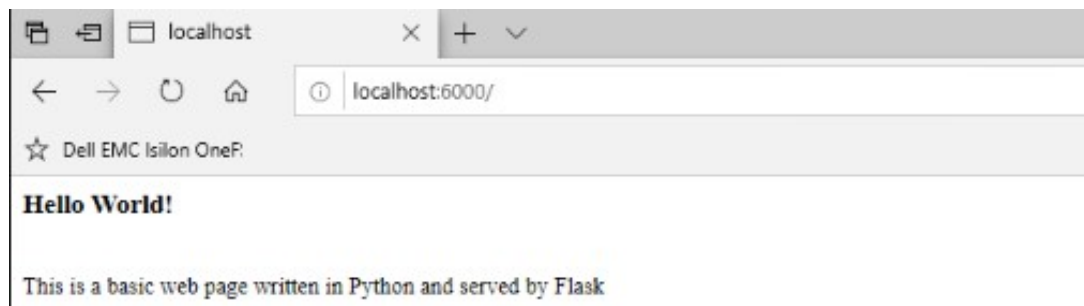 localhost
localhost:6000/
Dell EMC Isilon OneF:
Hello World!
This is a basic web page written in Python and served by Flask